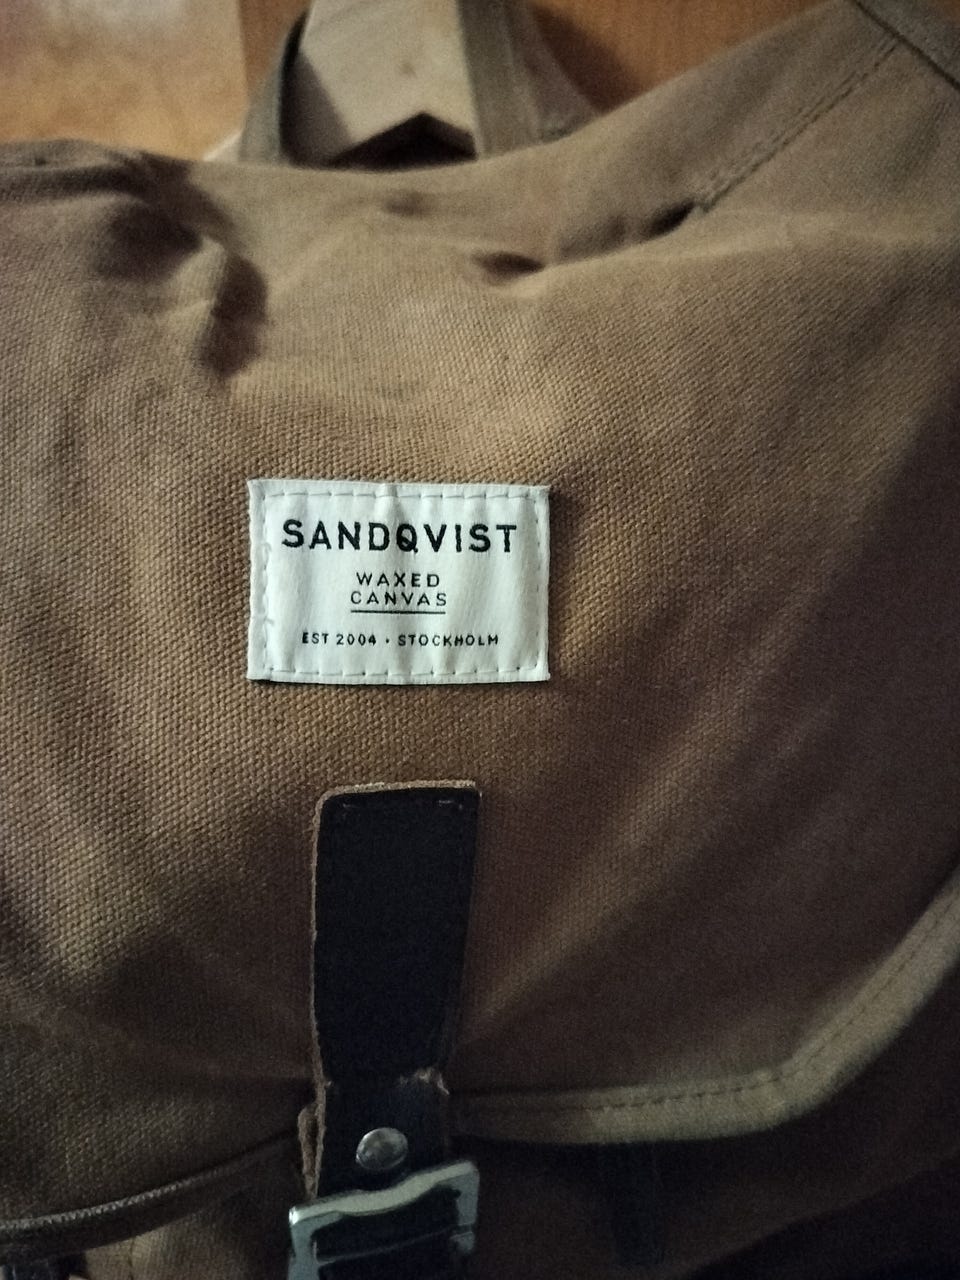 SANDQVIST
WAXED
CANVAS
EST 2004 · STOCKHOLM